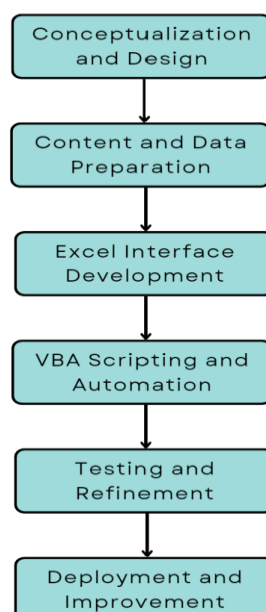 Conceptualization
and Design
Content and Data
Preparation
Excel Interface
Development
VBA Scripting and
Automation
Testing and
Refinement
Deployment and
Improvement